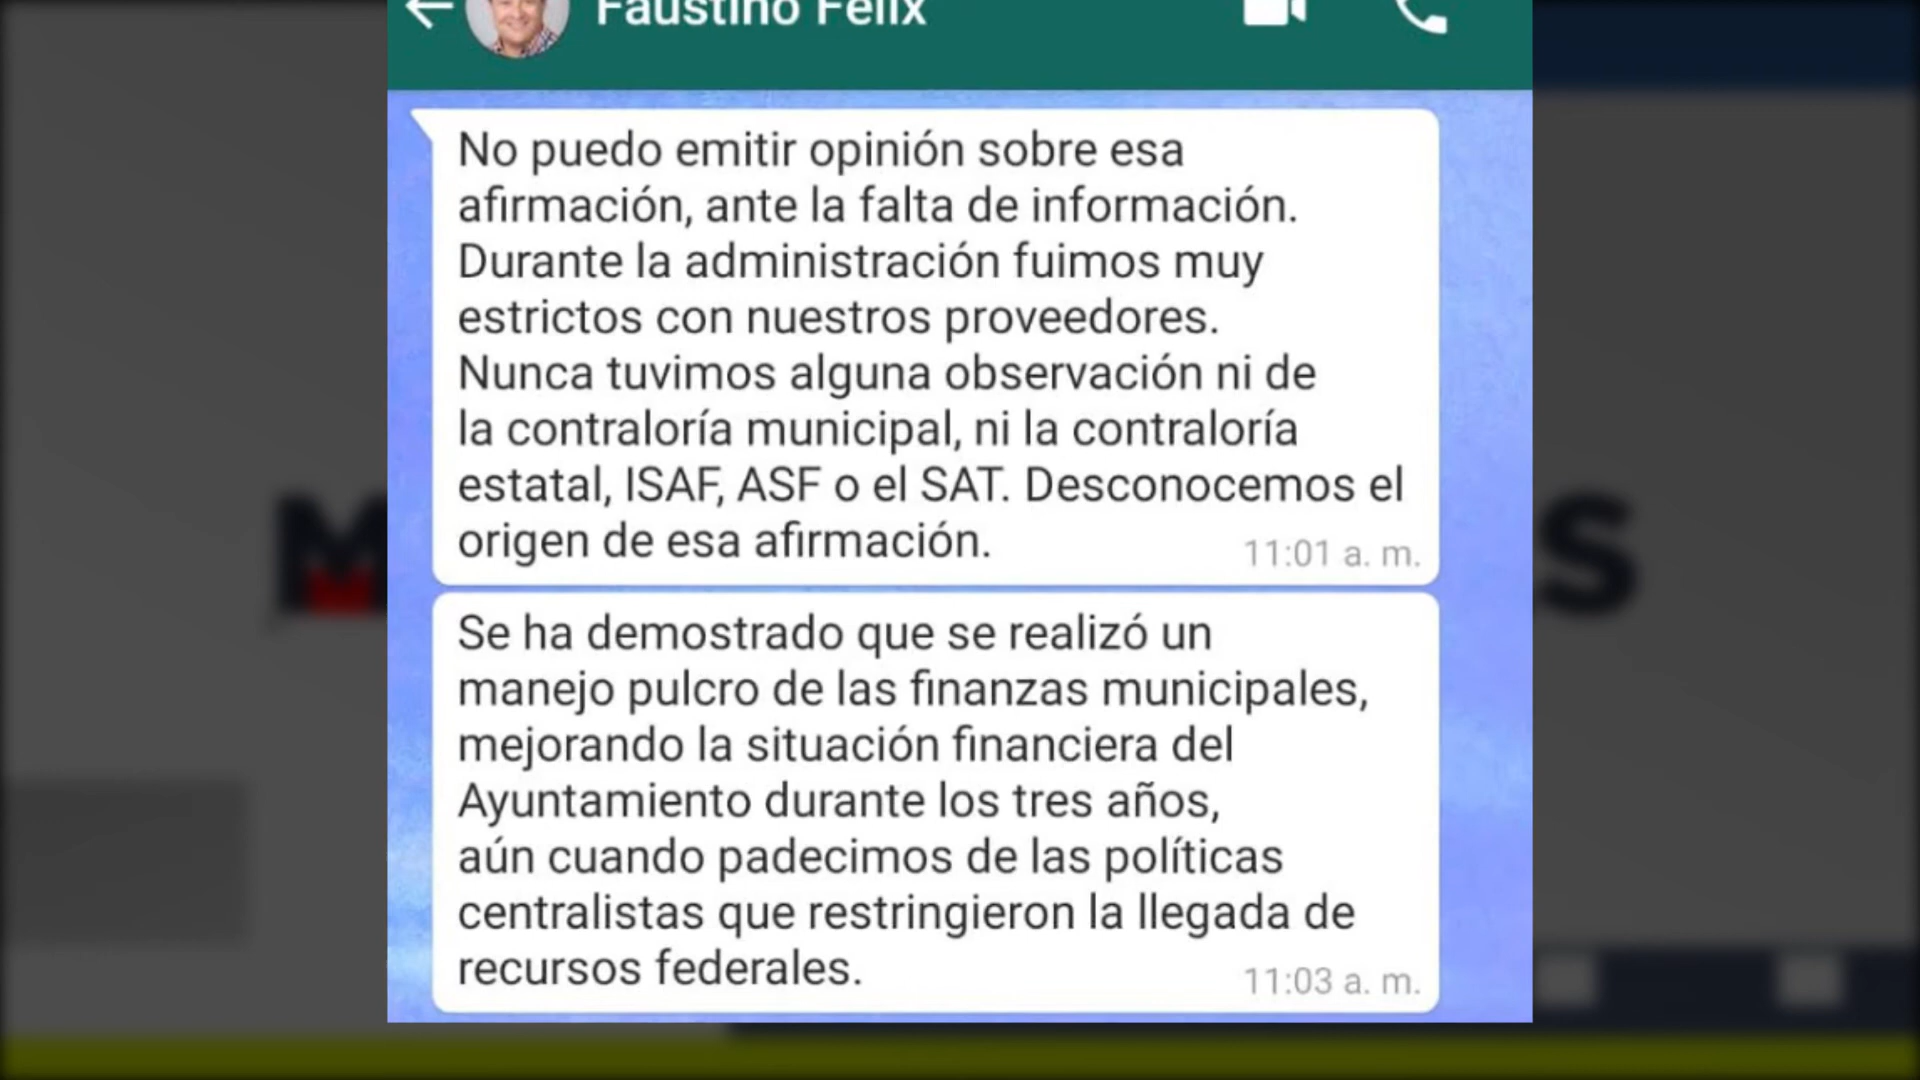 Faustino Félix
No puedo emitir opinión sobre esa
afirmación, ante la falta de información.
Durante la administración fuimos muy
estrictos con nuestros proveedores.
Nunca tuvimos alguna observación ni de
la contraloría municipal, ni la contraloría
estatal, ISAF, ASF o el SAT. Desconocemos el
origen de esa afirmación.
11:01 a. m.
Se ha demostrado que se realizó un
manejo pulcro de las finanzas municipales,
mejorando la situación financiera del
Ayuntamiento durante los tres años,
aún cuando padecimos de las políticas
centralistas que restringieron la llegada de
recursos federales.
11:03 a. m.